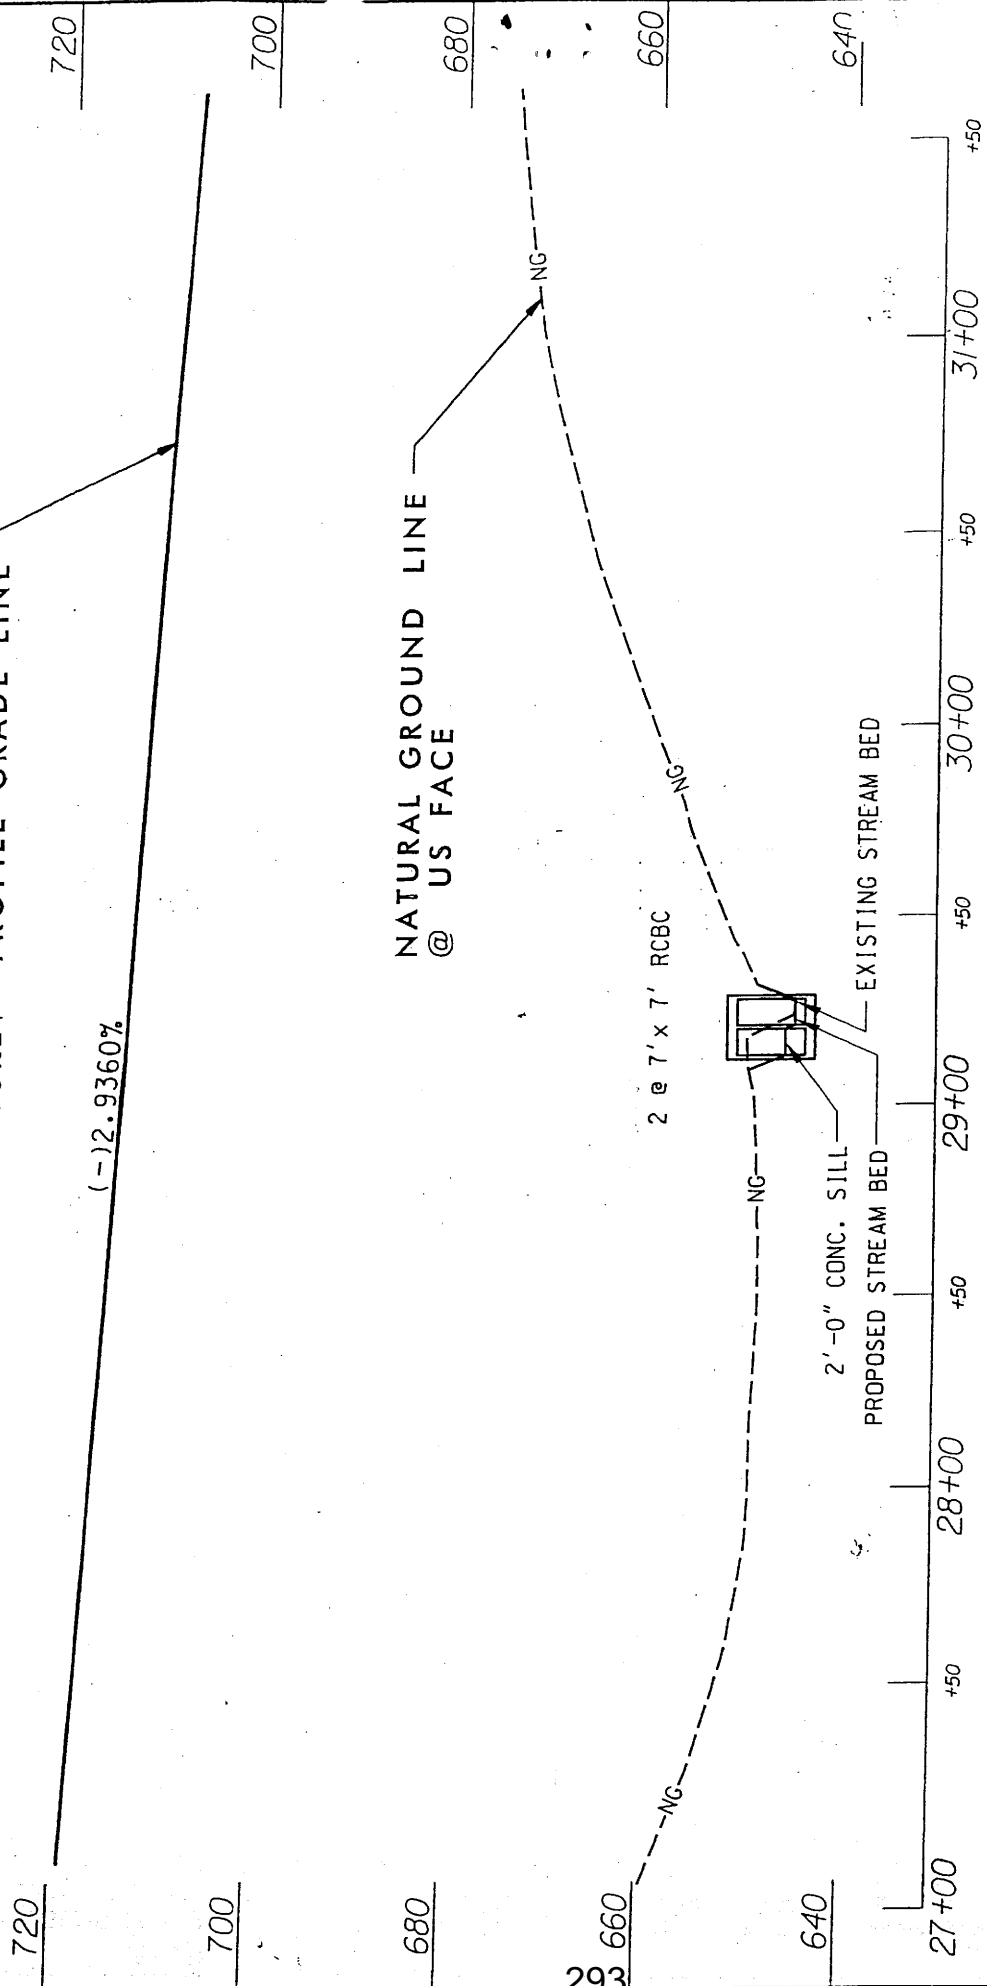 720
700
680
660
640
PROFILE GRADE LINE
(-)2.9360%
NATURAL GROUND LINE
@ US FACE
NG
NG
NG
NG
2 @ 7' x 7' RCBC
EXISTING STREAM BED
2'-0" CONC. SILL
PROPOSED STREAM BED
720
700
680
660
640
27+00
+50
28+00
+50
29+00
+50
30+00
+50
31+00
+50
293